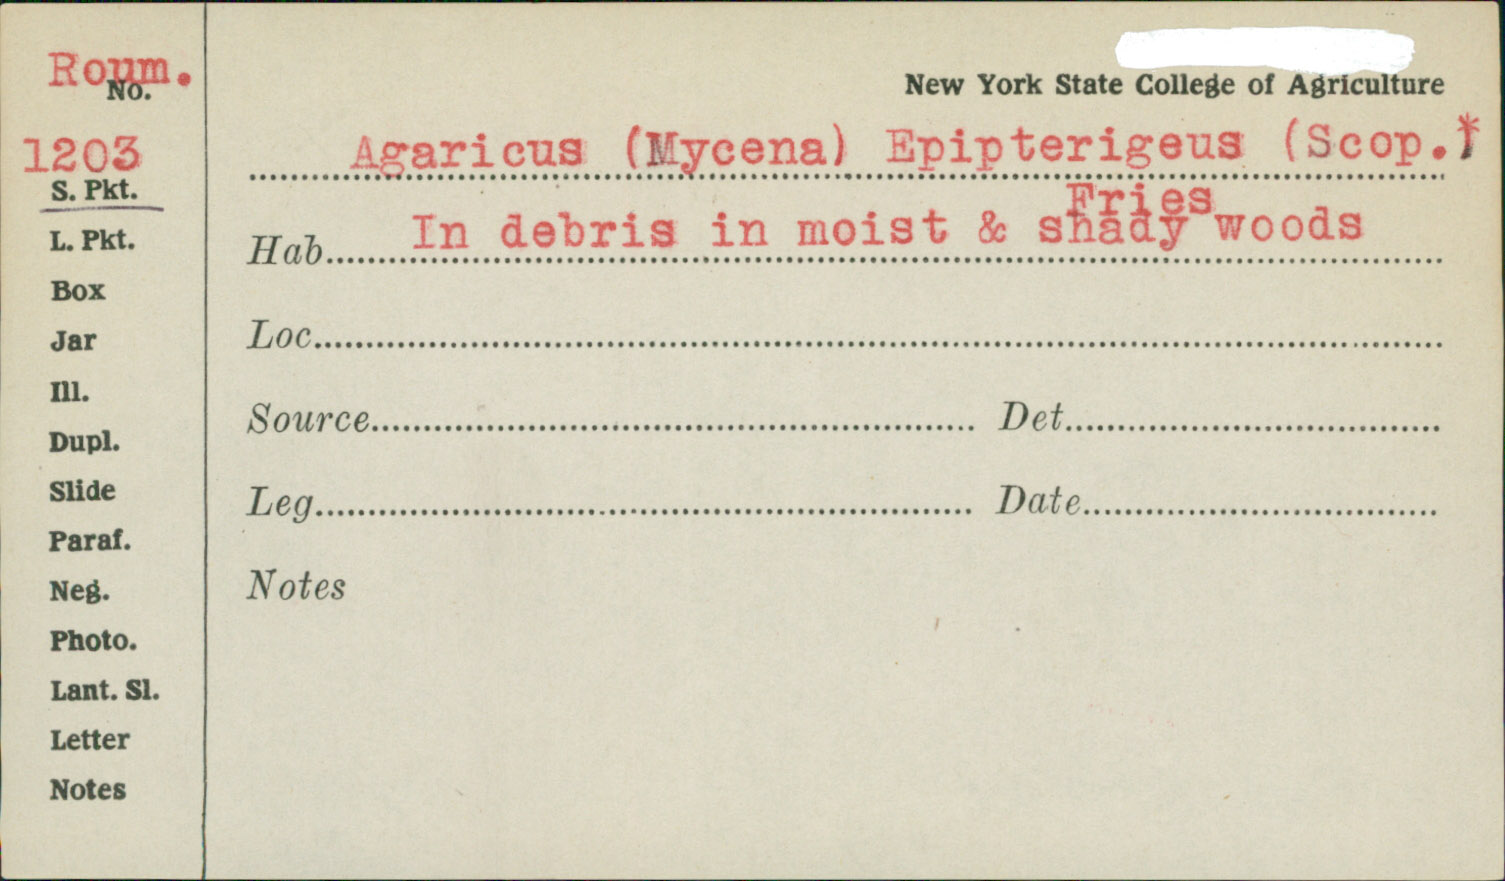 Roum.
No.
1203
S. Pkt.
L. Pkt.
Box
Jar
Ill.
Dupl.
Slide
Paraf.
Neg.
Photo.
Lant. Sl.
Letter
Notes
New York State College of Agriculture
Agaricus (Mycena) Epipterigeus (Scop.)*
Fries
Hab. In debris in moist & shady woods
Loc.
Source
Det.
Leg.
Date
Notes